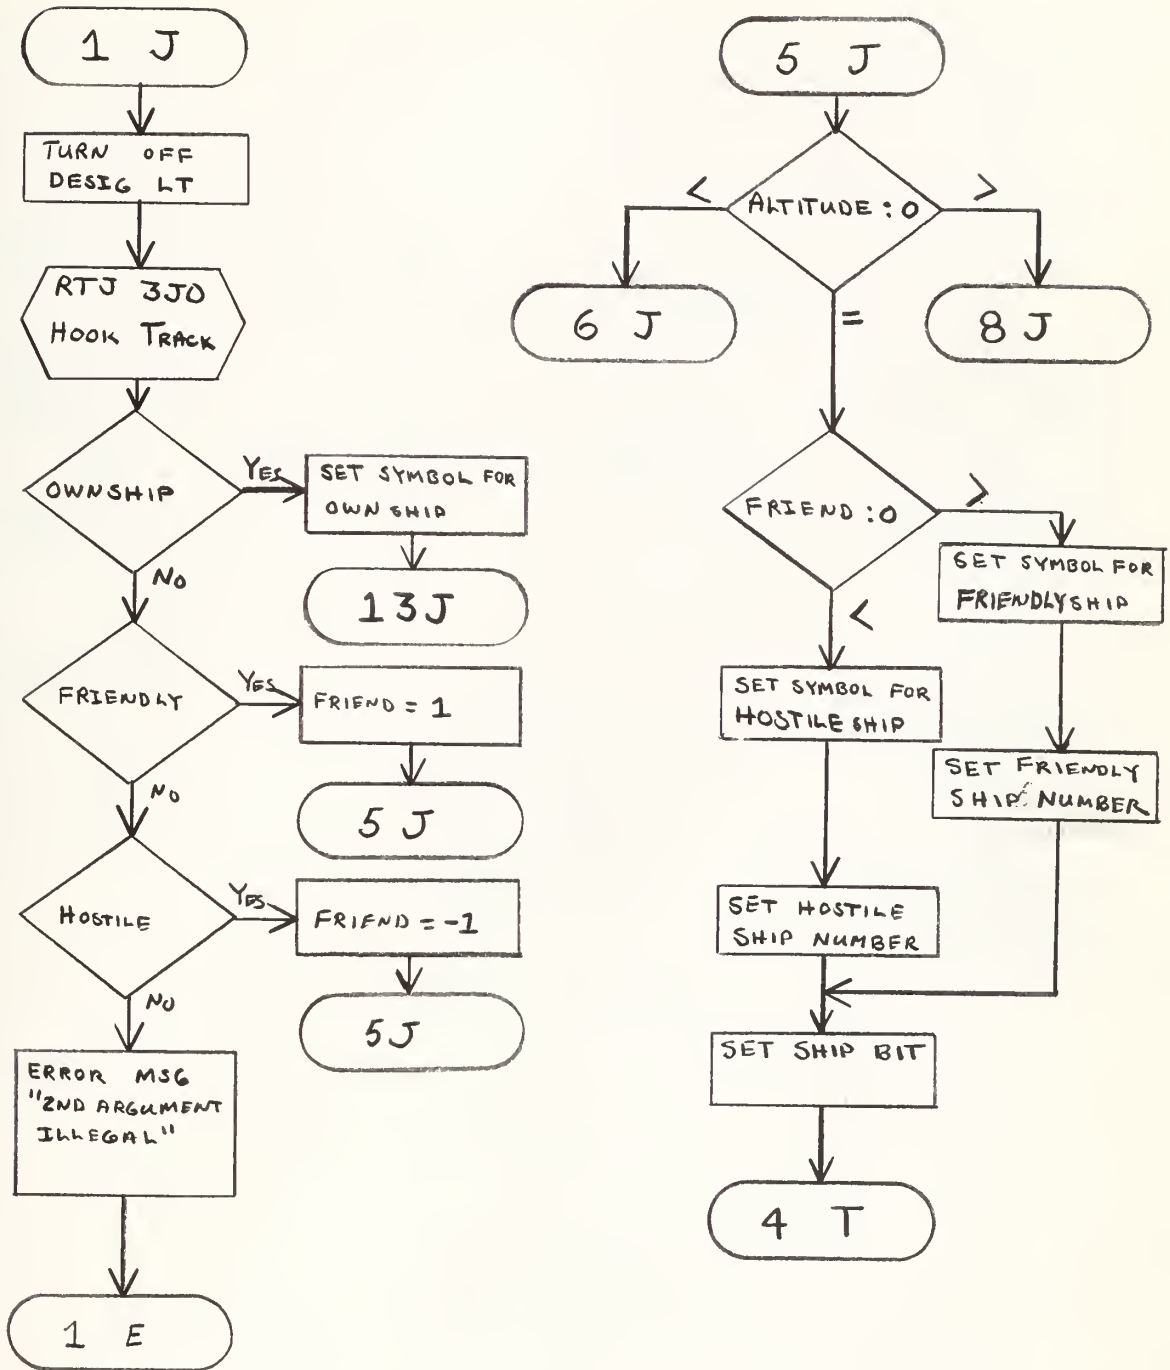 1 J
TURN OFF
DESIG LT
RTJ 3JO
HOOK TRACK
OWNSHIP
YES
SET SYMBOL FOR
OWN SHIP
13J
NO
FRIENDLY
YES
FRIEND = 1
5 J
NO
HOSTILE
YES
FRIEND = -1
5J
NO
ERROR MSG
"2ND ARGUMENT
ILLEGAL"
1 E
5 J
ALTITUDE : 0
<
>
6 J
8 J
=
FRIEND : 0
>
SET SYMBOL FOR
FRIENDLY SHIP
<
SET SYMBOL FOR
HOSTILE SHIP
SET FRIENDLY
SHIP NUMBER
SET HOSTILE
SHIP NUMBER
SET SHIP BIT
4 T